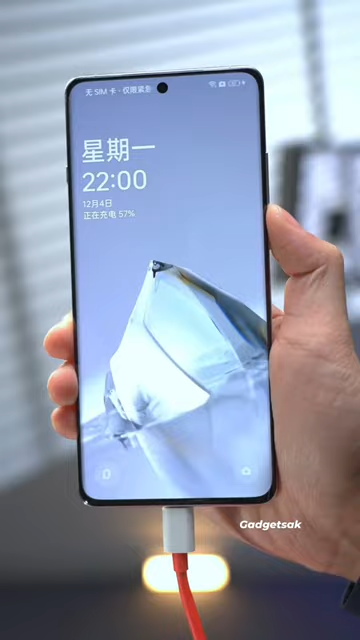 无 SIM 卡 · 仅限紧急
星期一
22:00
12月4日
正在充电 57%
Gadgetsak